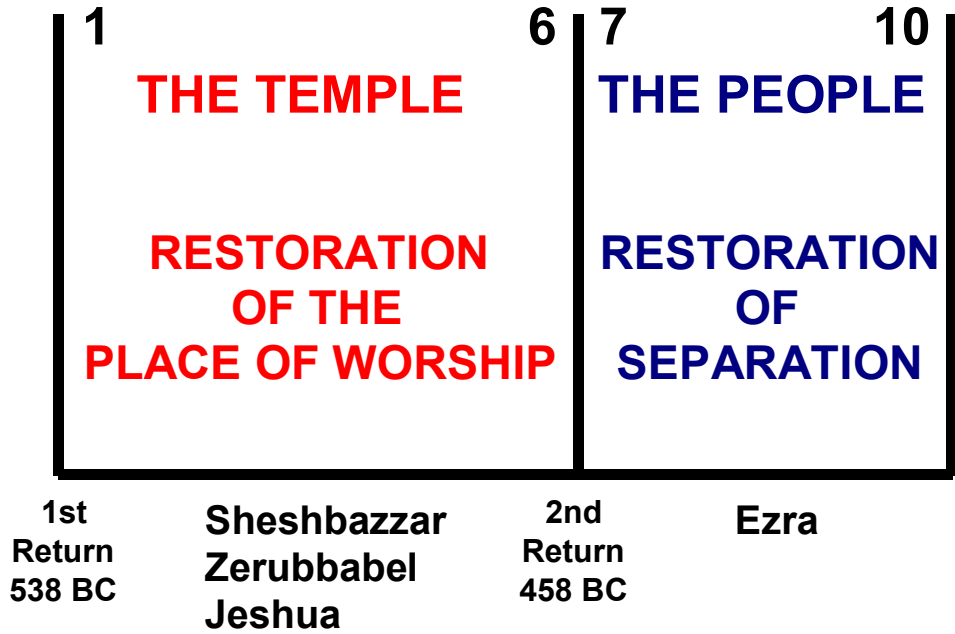 1 6 7 10
THE TEMPLE
RESTORATION
OF THE
PLACE OF WORSHIP
THE PEOPLE
RESTORATION
OF
SEPARATION
1st
Return
538 BC
Sheshbazzar
Zerubbabel
Jeshua
2nd
Return
458 BC
Ezra